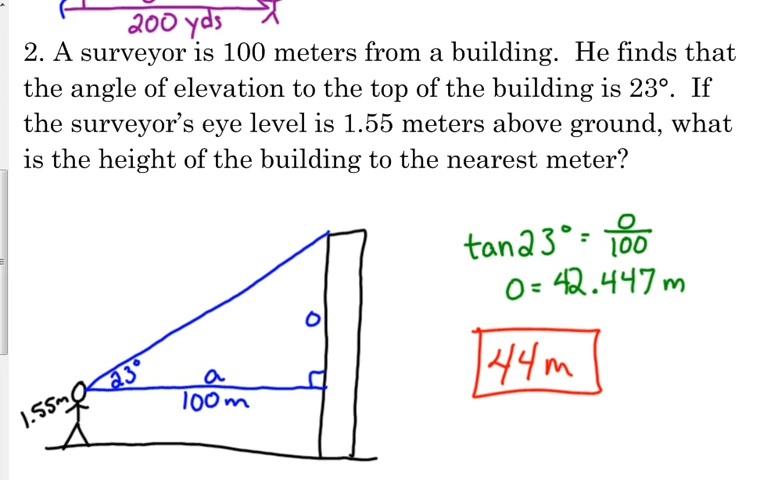 200 yds
2. A surveyor is 100 meters from a building. He finds that
the angle of elevation to the top of the building is 23°. If
the surveyor's eye level is 1.55 meters above ground, what
is the height of the building to the nearest meter?
tan23° = o/100
o = 42.447 m
o
23°
a
100 m
1.55m
44 m